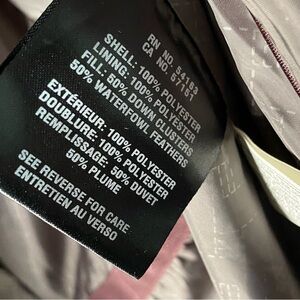 RN NO. 54163
CA NO. 57151
SHELL: 100% POLYESTER
LINING: 100% POLYESTER
FILL: 50% DOWN CLUSTERS
50% WATERFOWL FEATHERS
EXTÉRIEUR: 100% POLYESTER
DOUBLURE: 100% POLYESTER
REMPLISSAGE: 50% DUVET
50% PLUME
SEE REVERSE FOR CARE
ENTRETIEN AU VERSO